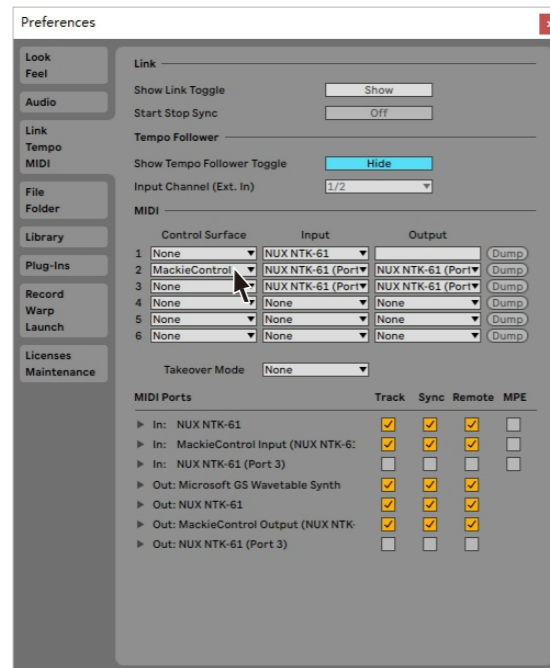 Preferences
x
Look
Feel
Audio
Link
Tempo
MIDI
File
Folder
Library
Plug-Ins
Record
Warp
Launch
Licenses
Maintenance
Link
Show Link Toggle Show
Start Stop Sync Off
Tempo Follower
Show Tempo Follower Toggle Hide
Input Channel (Ext. In) 1/2
MIDI
Control Surface Input Output
1 None NUX NTK-61 Dump
2 MackieControl NUX NTK-61 (Port NUX NTK-61 (Port Dump
3 None NUX NTK-61 (Port NUX NTK-61 (Port Dump
4 None None None Dump
5 None None None Dump
6 None None None Dump
Takeover Mode None
MIDI Ports Track Sync Remote MPE
In: NUX NTK-61
In: MackieControl Input (NUX NTK-6:
In: NUX NTK-61 (Port 3)
Out: Microsoft GS Wavetable Synth
Out: NUX NTK-61
Out: MackieControl Output (NUX NTK-
Out: NUX NTK-61 (Port 3)